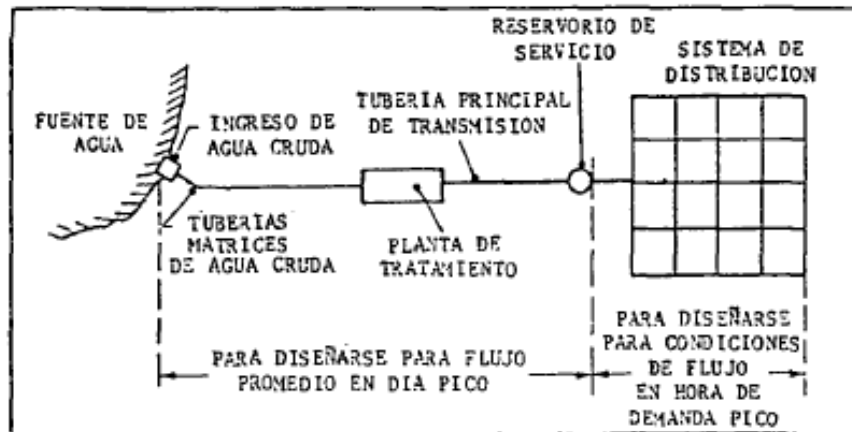 RESERVORIO DE
SERVICIO
SISTEMA DE
DISTRIBUCION
TUBERIA PRINCIPAL
DE TRANSMISION
FUENTE DE
AGUA
INGRESO DE
AGUA CRUDA
TUBERIAS
MATRICES
DE AGUA CRUDA
PLANTA DE
TRATAMIENTO
PARA DISEÑARSE PARA FLUJO
PROMEDIO EN DIA PICO
PARA DISEÑARSE
PARA CONDICIONES
DE FLUJO
EN HORA DE
DEMANDA PICO